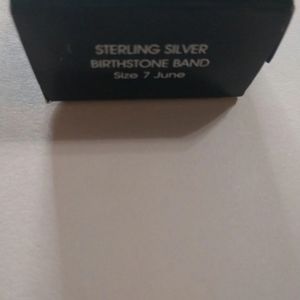 STERLING SILVER
BIRTHSTONE BAND
Size 7 June